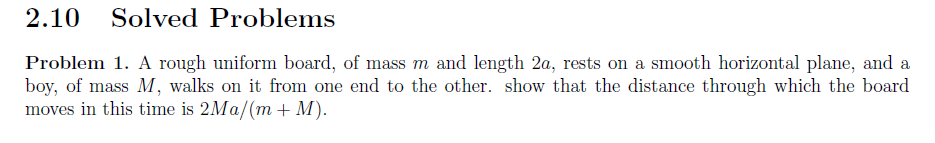 2.10 Solved Problems
Problem 1. A rough uniform board, of mass m and length 2a, rests on a smooth horizontal plane, and a
boy, of mass M, walks on it from one end to the other. show that the distance through which the board
moves in this time is 2Ma/(m + M).